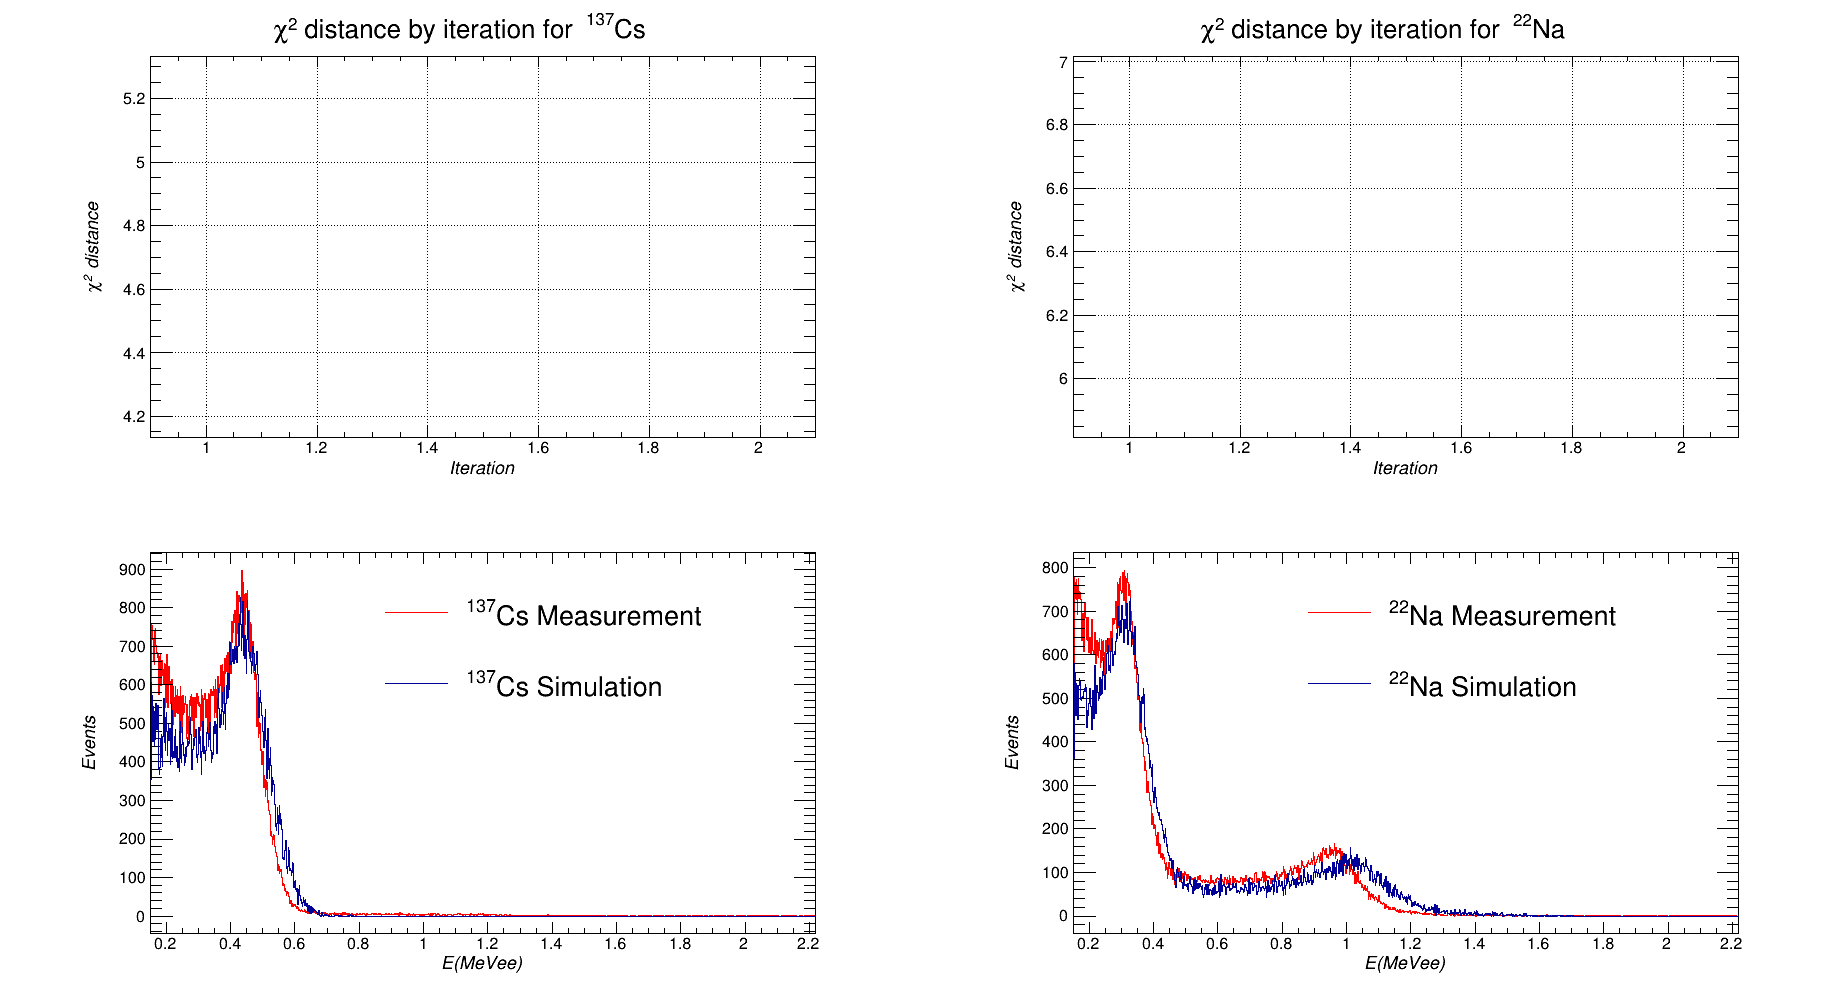 χ² distance by iteration for ¹³⁷Cs
5.2
5
4.8
4.6
4.4
4.2
χ² distance
1 1.2 1.4 1.6 1.8 2
Iteration
χ² distance by iteration for ²²Na
7
6.8
6.6
6.4
6.2
6
χ² distance
1 1.2 1.4 1.6 1.8 2
Iteration
900
800
700
600
500
400
300
200
100
0
Events
¹³⁷Cs Measurement
¹³⁷Cs Simulation
0.2 0.4 0.6 0.8 1 1.2 1.4 1.6 1.8 2 2.2
E(MeVee)
800
700
600
500
400
300
200
100
0
Events
²²Na Measurement
²²Na Simulation
0.2 0.4 0.6 0.8 1 1.2 1.4 1.6 1.8 2 2.2
E(MeVee)